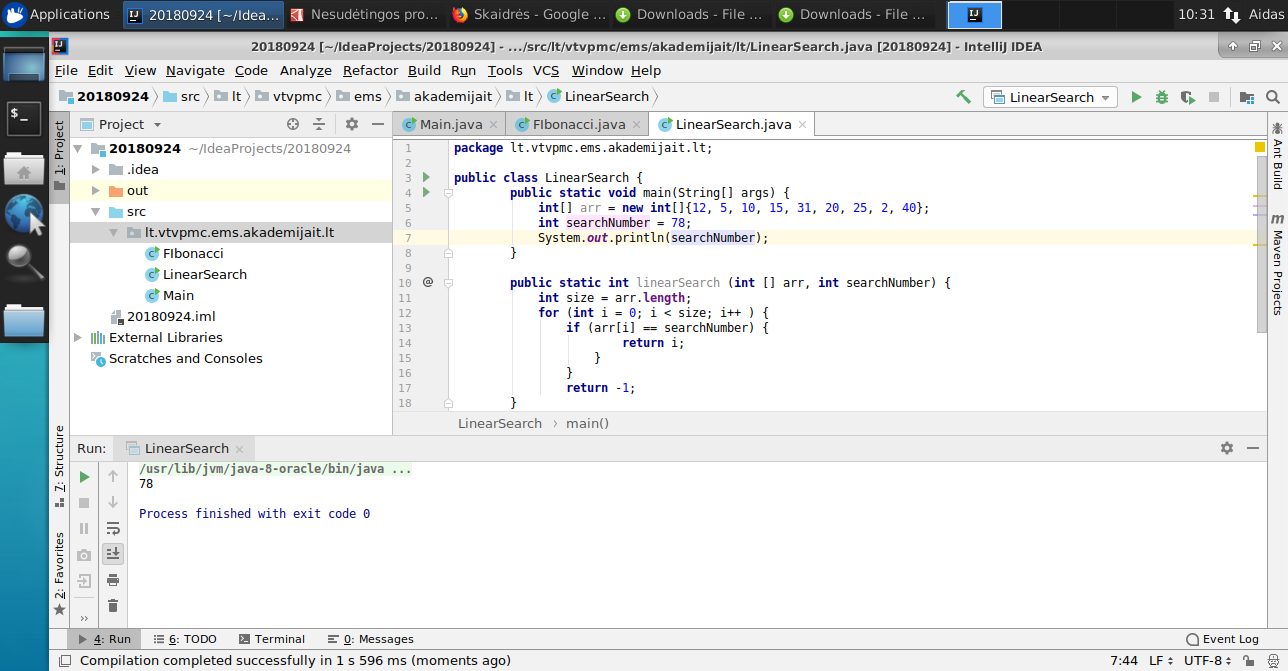 Applications 20180924 [~/Idea... Nesudėtingos pro... Skaidrės - Google ... Downloads - File ... Downloads - File ... 10:31 Aidas
20180924 [~/IdeaProjects/20180924] - .../src/lt/vtvpmc/ems/akademijait/lt/LinearSearch.java [20180924] - IntelliJ IDEA
File Edit View Navigate Code Analyze Refactor Build Run Tools VCS Window Help
20180924 src lt vtvpmc ems akademijait lt LinearSearch LinearSearch
1: Project
Project
Main.java FIbonacci.java LinearSearch.java
20180924 ~/IdeaProjects/20180924
.idea
out
src
lt.vtvpmc.ems.akademijait.lt
FIbonacci
LinearSearch
Main
20180924.iml
External Libraries
Scratches and Consoles
1 package lt.vtvpmc.ems.akademijait.lt;
2
3 public class LinearSearch {
4 public static void main(String[] args) {
5 int[] arr = new int[]{12, 5, 10, 15, 31, 20, 25, 2, 40};
6 int searchNumber = 78;
7 System.out.println(searchNumber);
8 }
9
10 @ public static int linearSearch (int [] arr, int searchNumber) {
11 int size = arr.length;
12 for (int i = 0; i < size; i++ ) {
13 if (arr[i] == searchNumber) {
14 return i;
15 }
16 }
17 return -1;
18 }
LinearSearch › main()
Ant Build
Maven Projects
7: Structure
2: Favorites
Run: LinearSearch
/usr/lib/jvm/java-8-oracle/bin/java ...
78
Process finished with exit code 0
4: Run 6: TODO Terminal 0: Messages Event Log
Compilation completed successfully in 1 s 596 ms (moments ago) 7:44 LF UTF-8